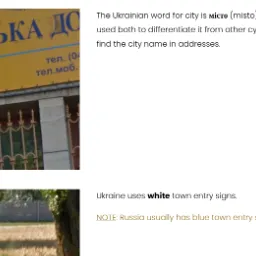 ЬКА ДО
тел. (0
тел.моб.
The Ukrainian word for city is місто (misto)
used both to differentiate it from other cy
find the city name in addresses.
Ukraine uses white town entry signs.
NOTE: Russia usually has blue town entry s